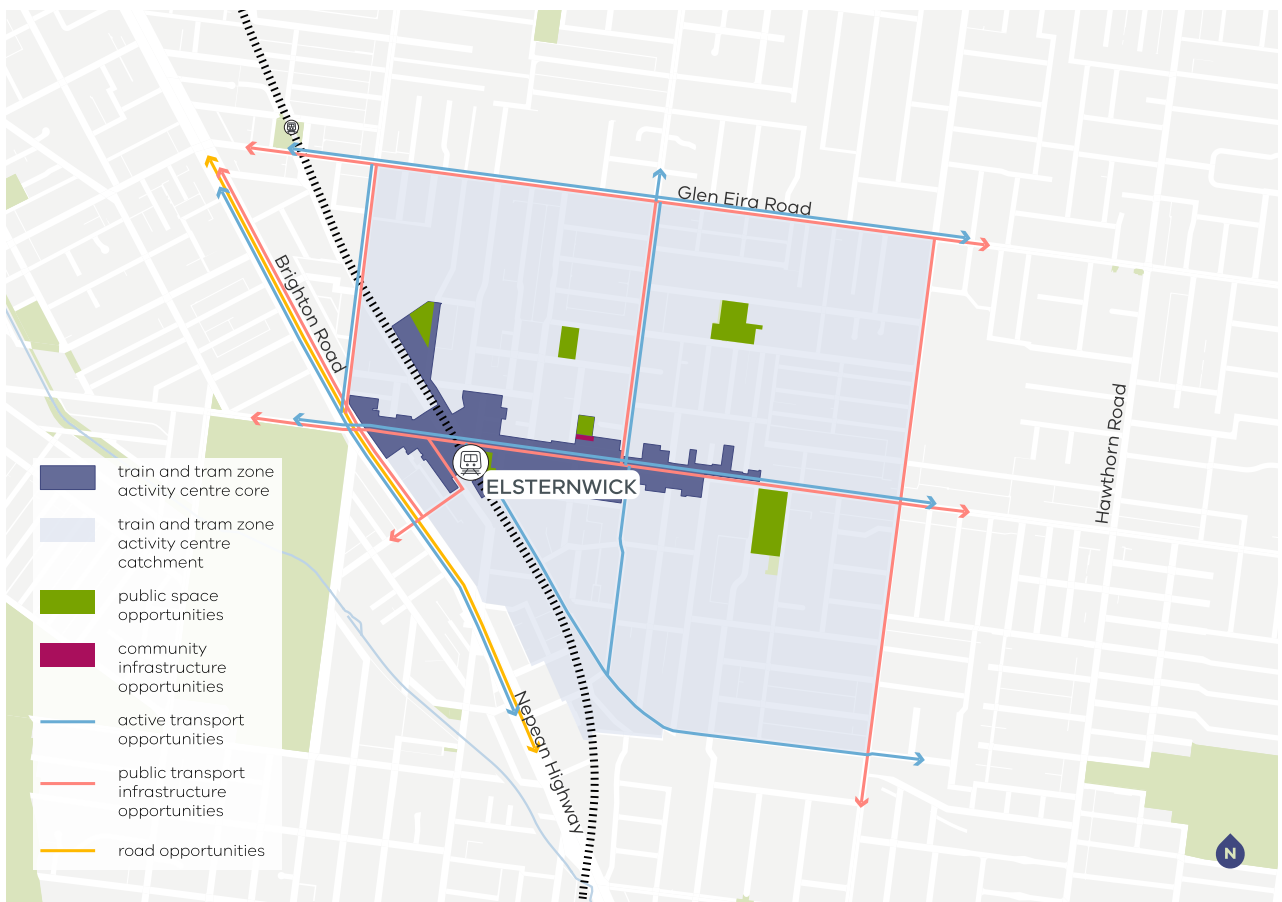 Glen Eira Road
Brighton Road
Hawthorn Road
ELSTERNWICK
Nepean Highway
train and tram zone
activity centre core
train and tram zone
activity centre
catchment
public space
opportunities
community
infrastructure
opportunities
active transport
opportunities
public transport
infrastructure
opportunities
road opportunities
N